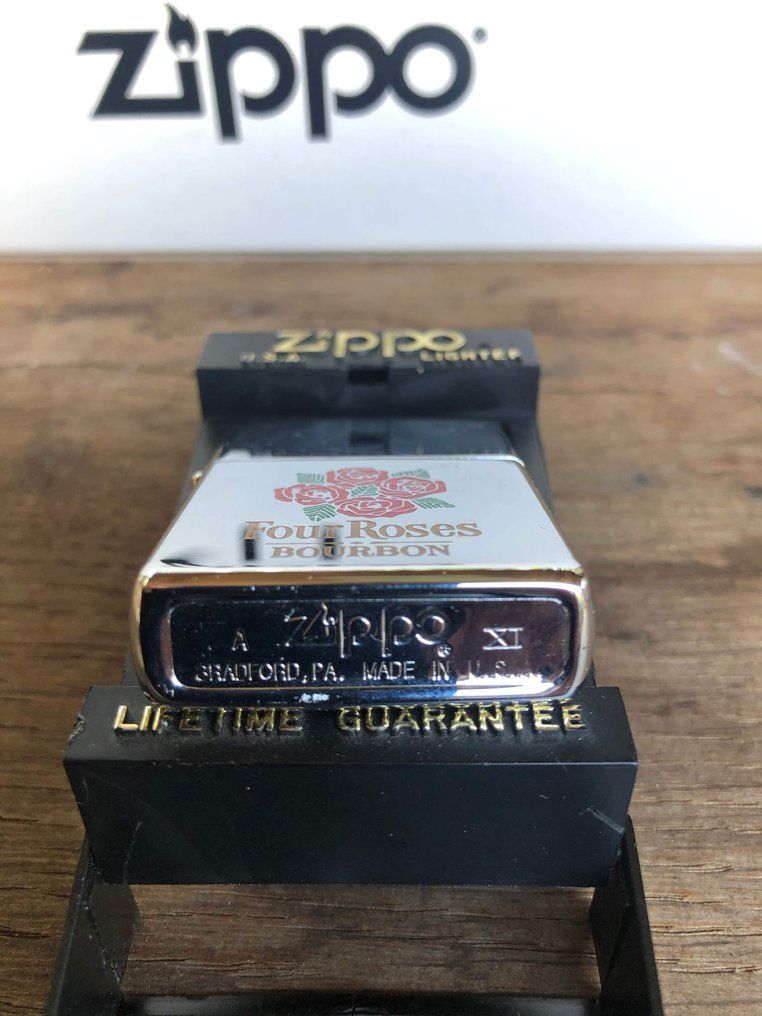 zippo
zippo
U.S.A. LIGHTER
Four Roses
BOURBON
A zippo® XI
BRADFORD, PA. MADE IN U.S.A.
LIFETIME GUARANTEE